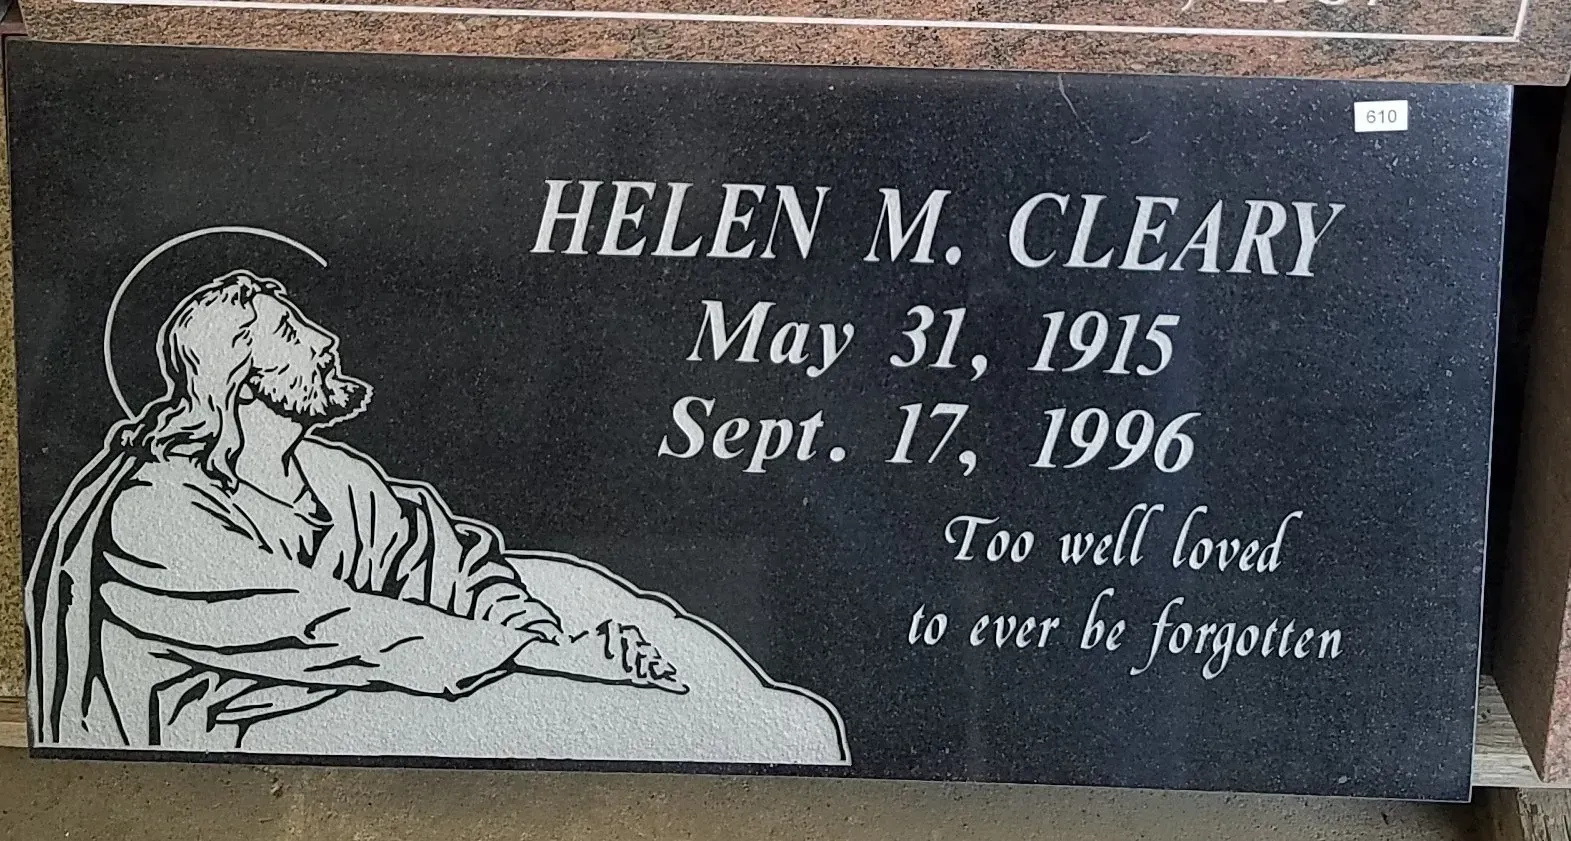 610
HELEN M. CLEARY
May 31, 1915
Sept. 17, 1996
Too well loved
to ever be forgotten